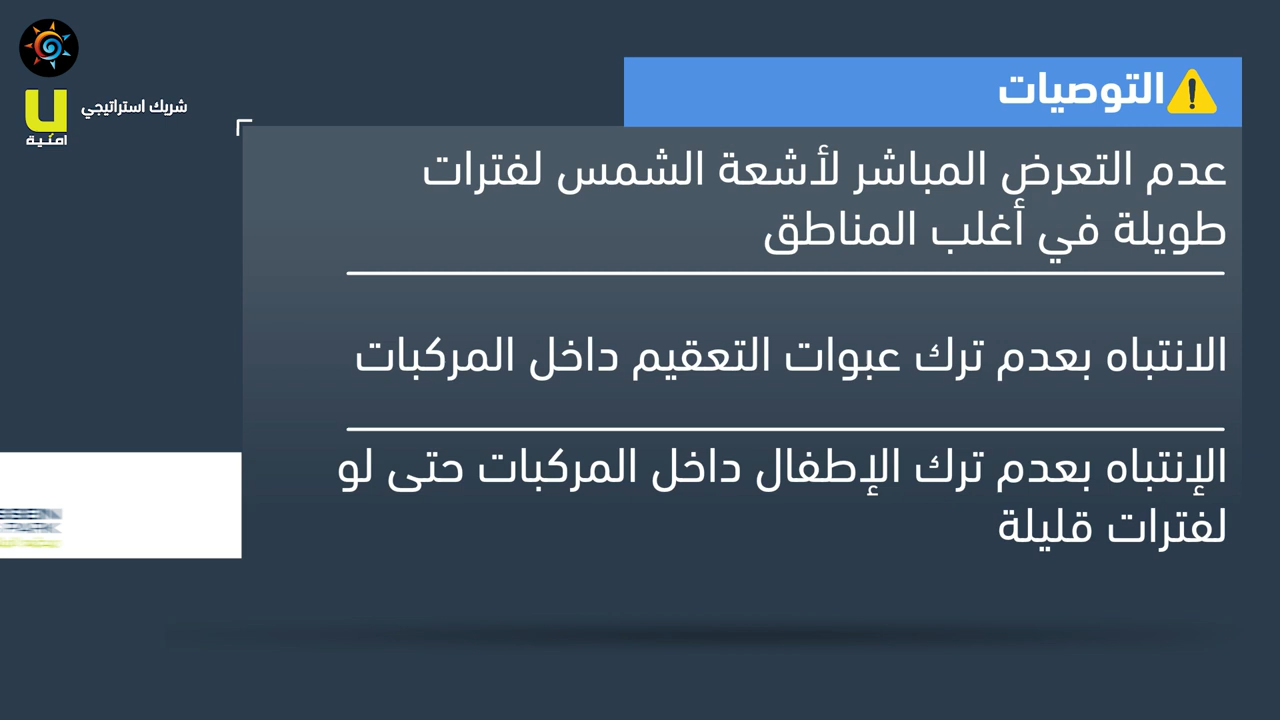 التوصيات
شريك استراتيجي
امنية
عدم التعرض المباشر لأشعة الشمس لفترات
طويلة في أغلب المناطق
الانتباه بعدم ترك عبوات التعقيم داخل المركبات
الإنتباه بعدم ترك الإطفال داخل المركبات حتى لو
لفترات قليلة